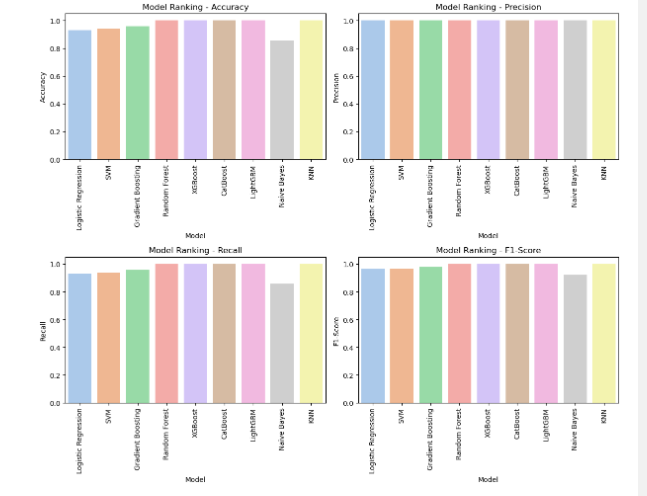 Model Ranking - Accuracy
Accuracy
1.0
0.8
0.6
0.4
0.2
0.0
Logistic Regression
SVM
Gradient Boosting
Random Forest
XGBoost
CatBoost
LightGBM
Naive Bayes
KNN
Model
Model Ranking - Precision
Precision
1.0
0.8
0.6
0.4
0.2
0.0
Logistic Regression
SVM
Gradient Boosting
Random Forest
XGBoost
CatBoost
LightGBM
Naive Bayes
KNN
Model
Model Ranking - Recall
Recall
1.0
0.8
0.6
0.4
0.2
0.0
Logistic Regression
SVM
Gradient Boosting
Random Forest
XGBoost
CatBoost
LightGBM
Naive Bayes
KNN
Model
Model Ranking - F1-Score
F1-Score
1.0
0.8
0.6
0.4
0.2
0.0
Logistic Regression
SVM
Gradient Boosting
Random Forest
XGBoost
CatBoost
LightGBM
Naive Bayes
KNN
Model